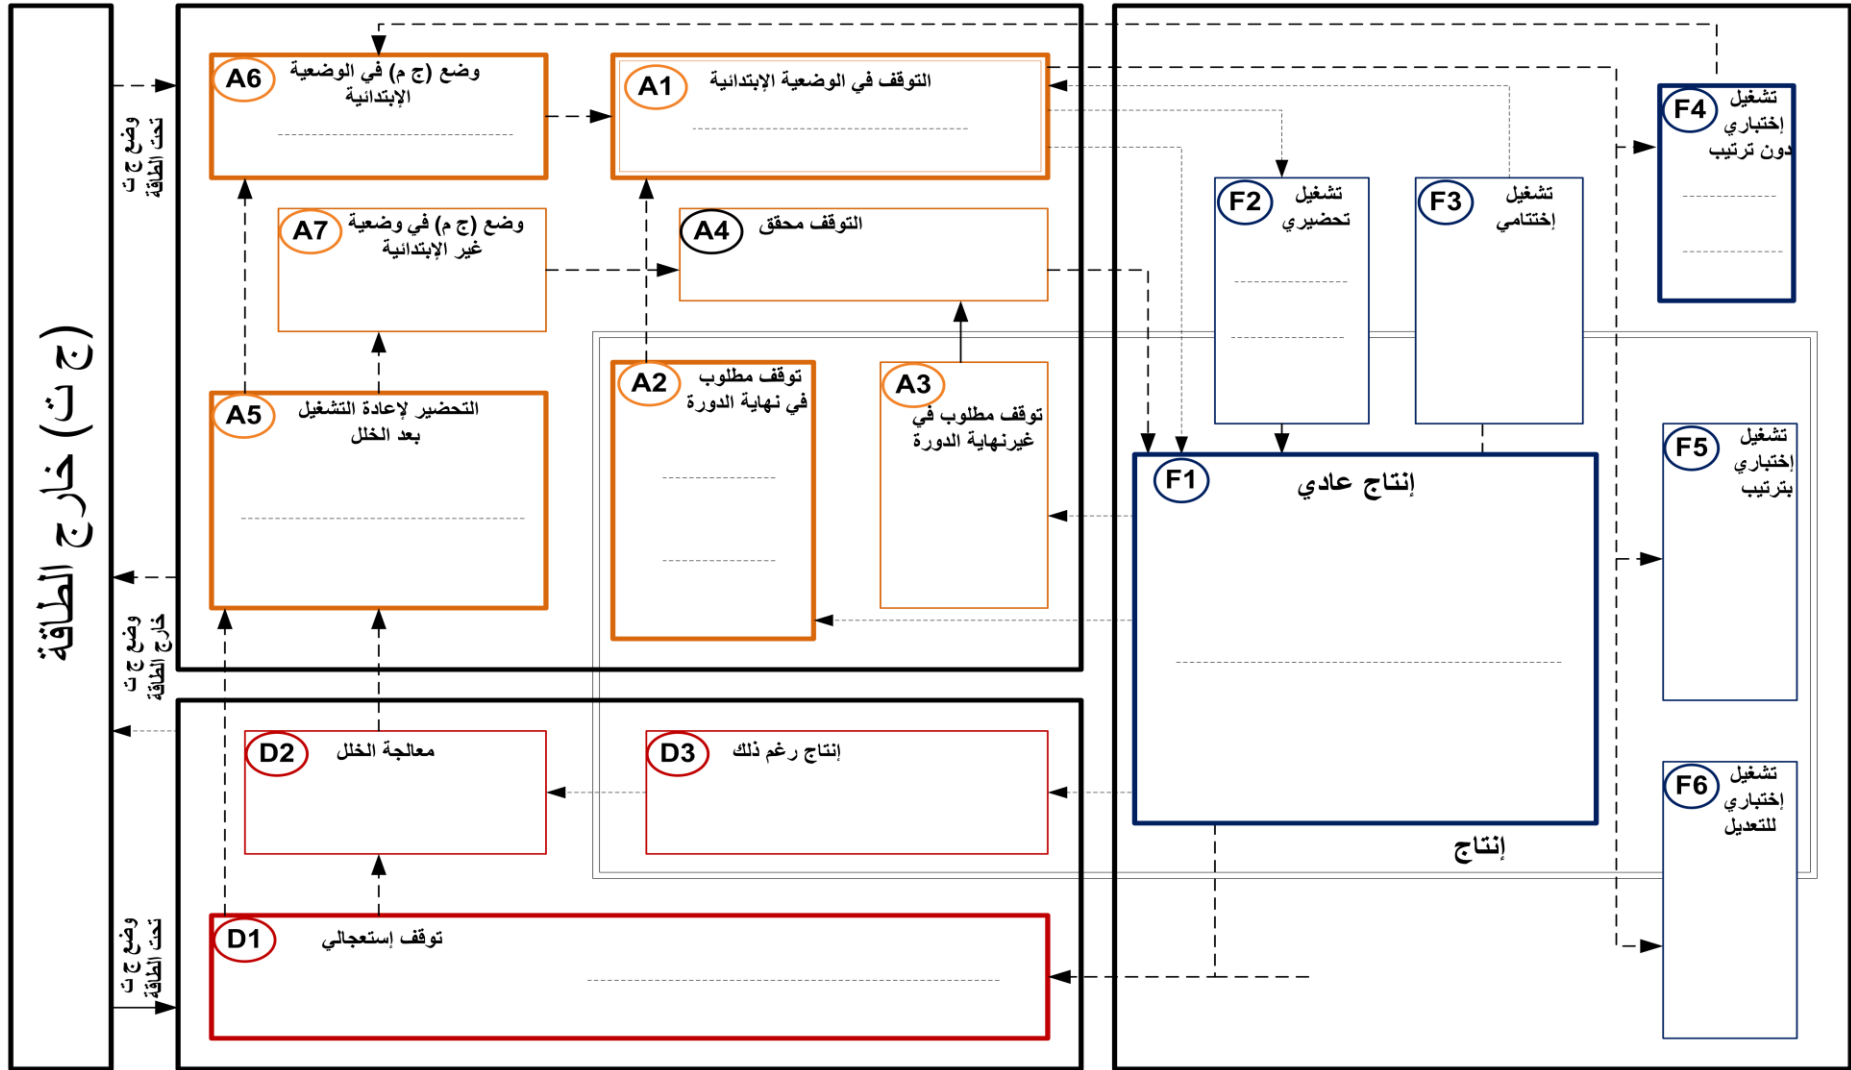 (ج ت) خارج الطاقة
وضع ج ت
تحت الطاقة
وضع ج ت
خارج الطاقة
وضع ج ت
تحت الطاقة
A6
وضع (ج م) في الوضعية
الإبتدائية
A1
التوقف في الوضعية الإبتدائية
A7
وضع (ج م) في وضعية
غير الإبتدائية
A4
التوقف محقق
A5
التحضير لإعادة التشغيل
بعد الخلل
A2
توقف مطلوب
في نهاية الدورة
A3
توقف مطلوب في
غيرنهاية الدورة
D2
معالجة الخلل
D3
إنتاج رغم ذلك
D1
توقف إستعجالي
F4
تشغيل
إختباري
دون ترتيب
F2
تشغيل
تحضيري
F3
تشغيل
إختتامي
F1
إنتاج عادي
F5
تشغيل
إختباري
بترتيب
F6
تشغيل
إختباري
للتعديل
إنتاج